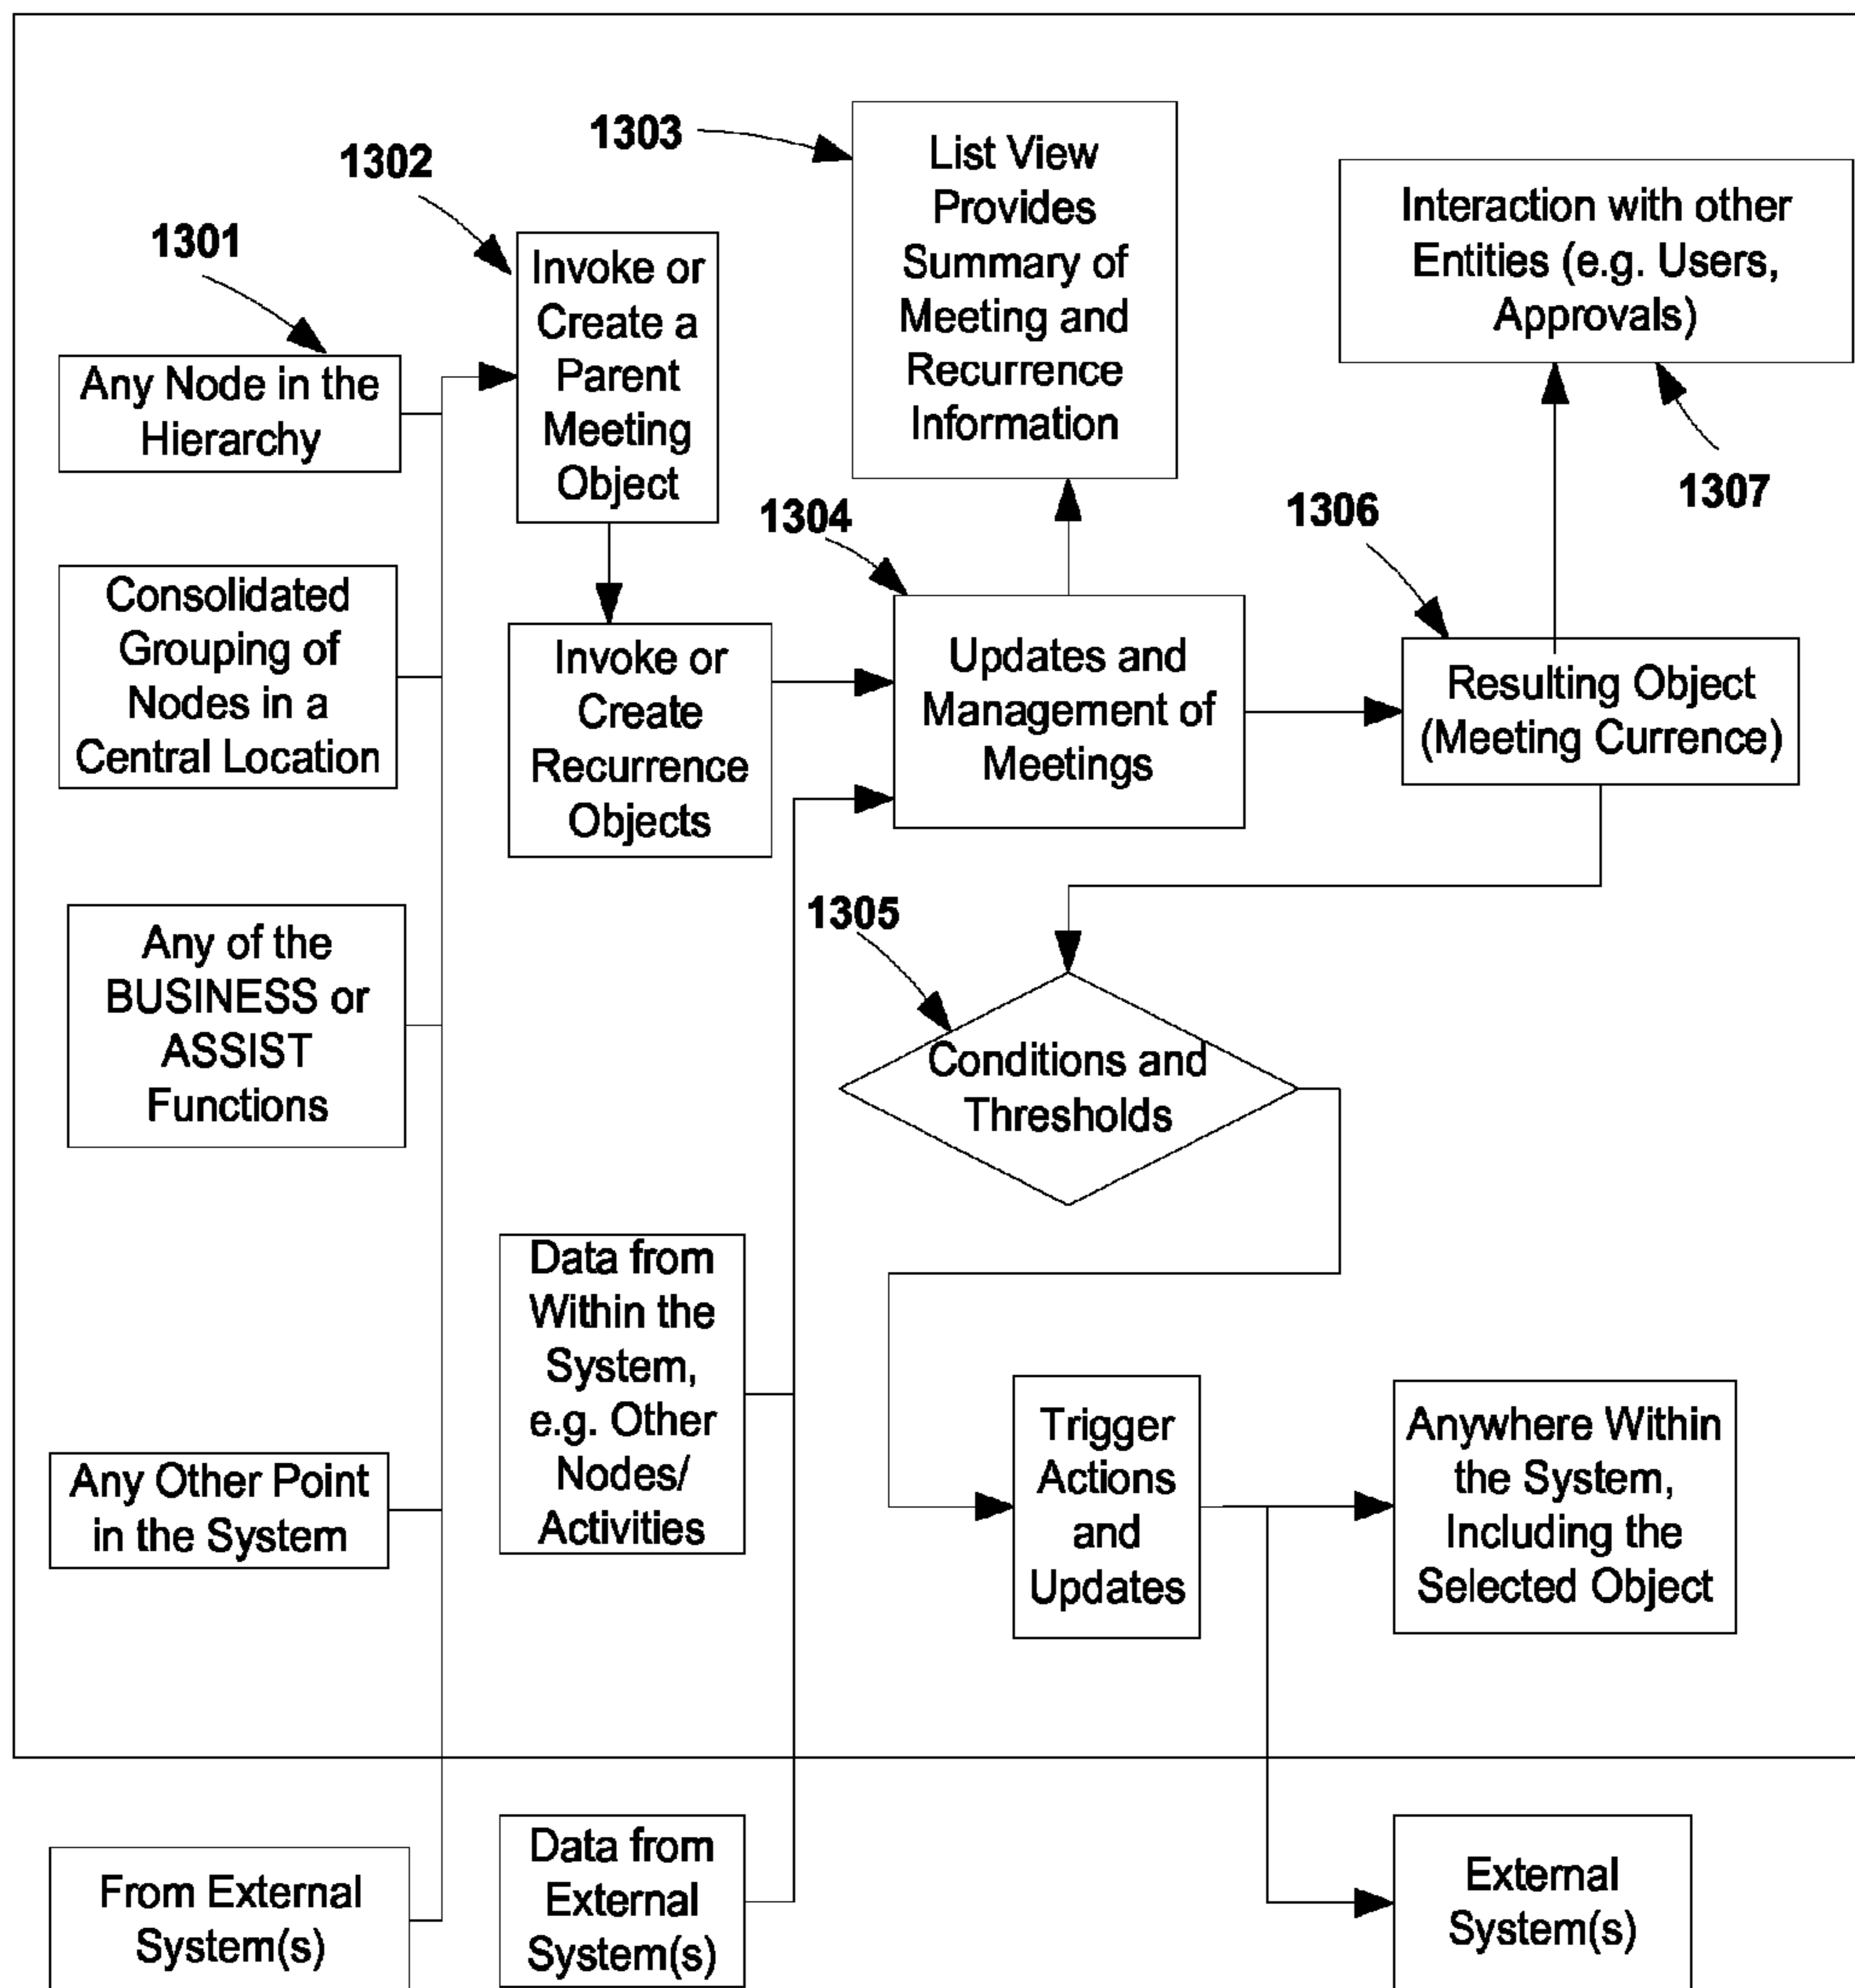 1301
Any Node in the
Hierarchy
Consolidated
Grouping of
Nodes in a
Central Location
Any of the
BUSINESS or
ASSIST
Functions
Any Other Point
in the System
From External
System(s)
1302
Invoke or
Create a
Parent
Meeting
Object
Invoke or
Create
Recurrence
Objects
Data from
Within the
System,
e.g. Other
Nodes/
Activities
Data from
External
System(s)
1303
List View
Provides
Summary of
Meeting and
Recurrence
Information
1304
Updates and
Management of
Meetings
1305
Conditions and
Thresholds
Trigger
Actions
and
Updates
1306
Resulting Object
(Meeting Currence)
Interaction with other
Entities (e.g. Users,
Approvals)
1307
Anywhere Within
the System,
Including the
Selected Object
External
System(s)